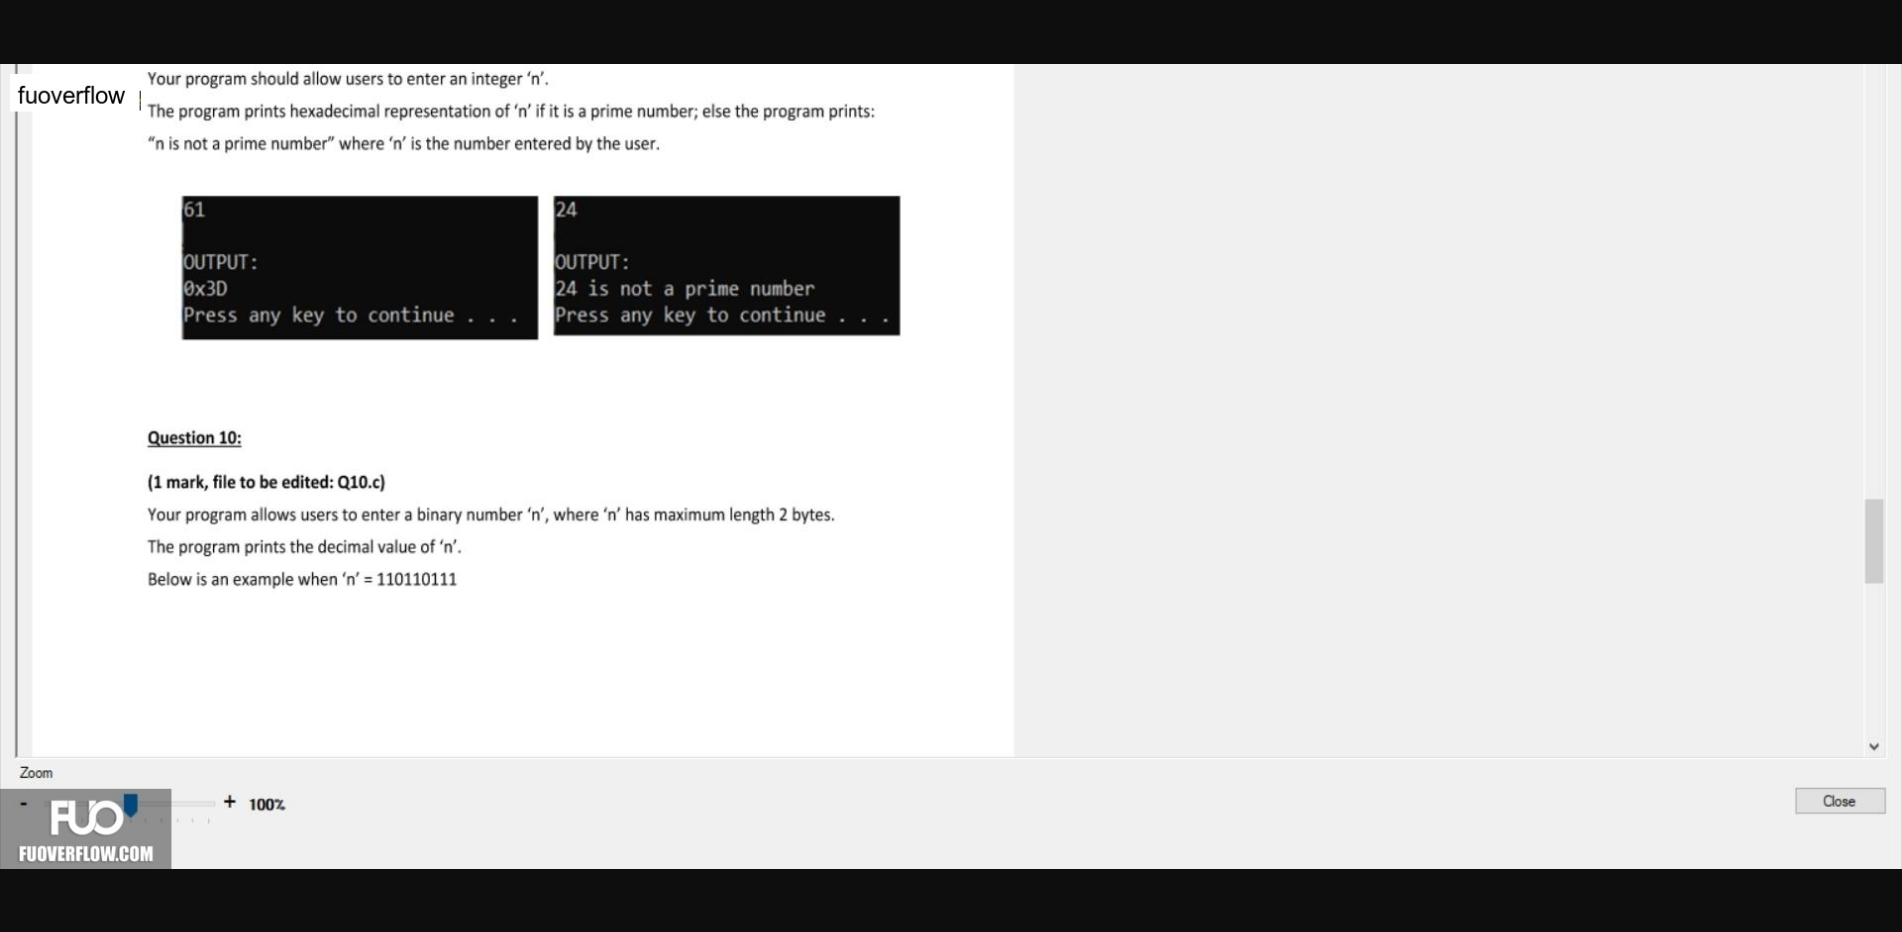 Your program should allow users to enter an integer ‘n’.
fuoverflow
The program prints hexadecimal representation of ‘n’ if it is a prime number; else the program prints:
“n is not a prime number” where ‘n’ is the number entered by the user.
61
OUTPUT:
0x3D
Press any key to continue . . .
24
OUTPUT:
24 is not a prime number
Press any key to continue . . .
Question 10:
(1 mark, file to be edited: Q10.c)
Your program allows users to enter a binary number ‘n’, where ‘n’ has maximum length 2 bytes.
The program prints the decimal value of ‘n’.
Below is an example when ‘n’ = 110110111
Zoom
- + 100%
Close
FUO
FUOVERFLOW.COM